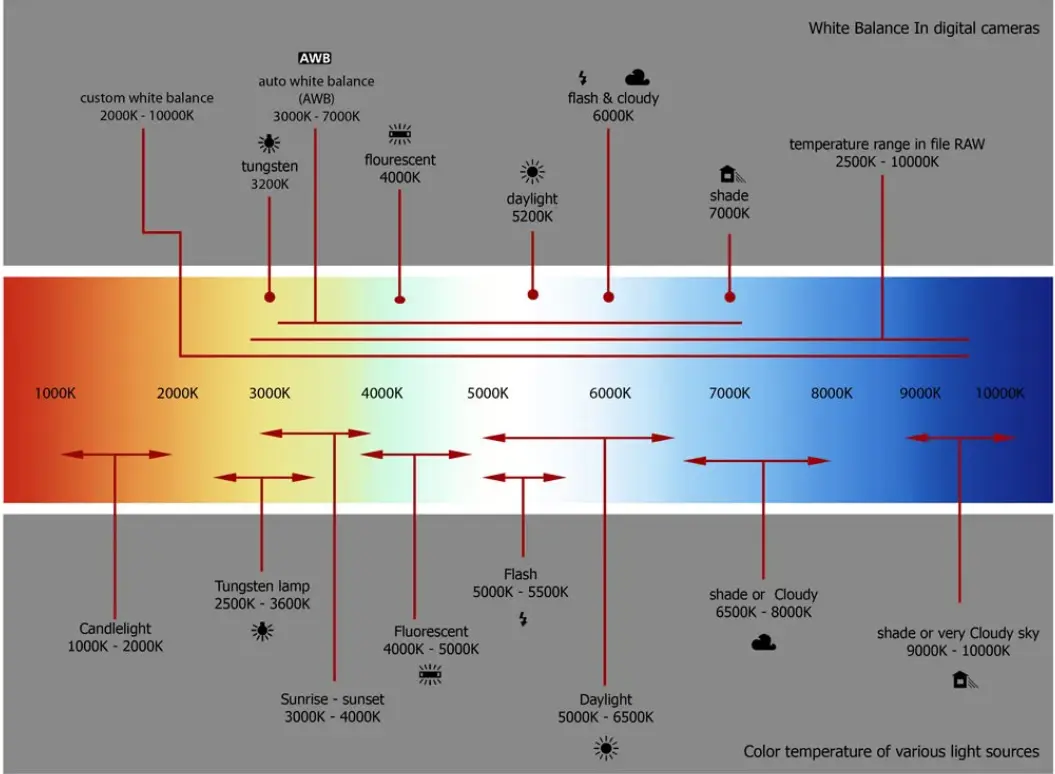 White Balance In digital cameras
AWB
auto white balance
(AWB)
3000K - 7000K
custom white balance
2000K - 10000K
tungsten
3200K
flourescent
4000K
daylight
5200K
flash & cloudy
6000K
shade
7000K
temperature range in file RAW
2500K - 10000K
1000K 2000K 3000K 4000K 5000K 6000K 7000K 8000K 9000K 10000K
Candlelight
1000K - 2000K
Tungsten lamp
2500K - 3600K
Sunrise - sunset
3000K - 4000K
Fluorescent
4000K - 5000K
Flash
5000K - 5500K
Daylight
5000K - 6500K
shade or Cloudy
6500K - 8000K
shade or very Cloudy sky
9000K - 10000K
Color temperature of various light sources